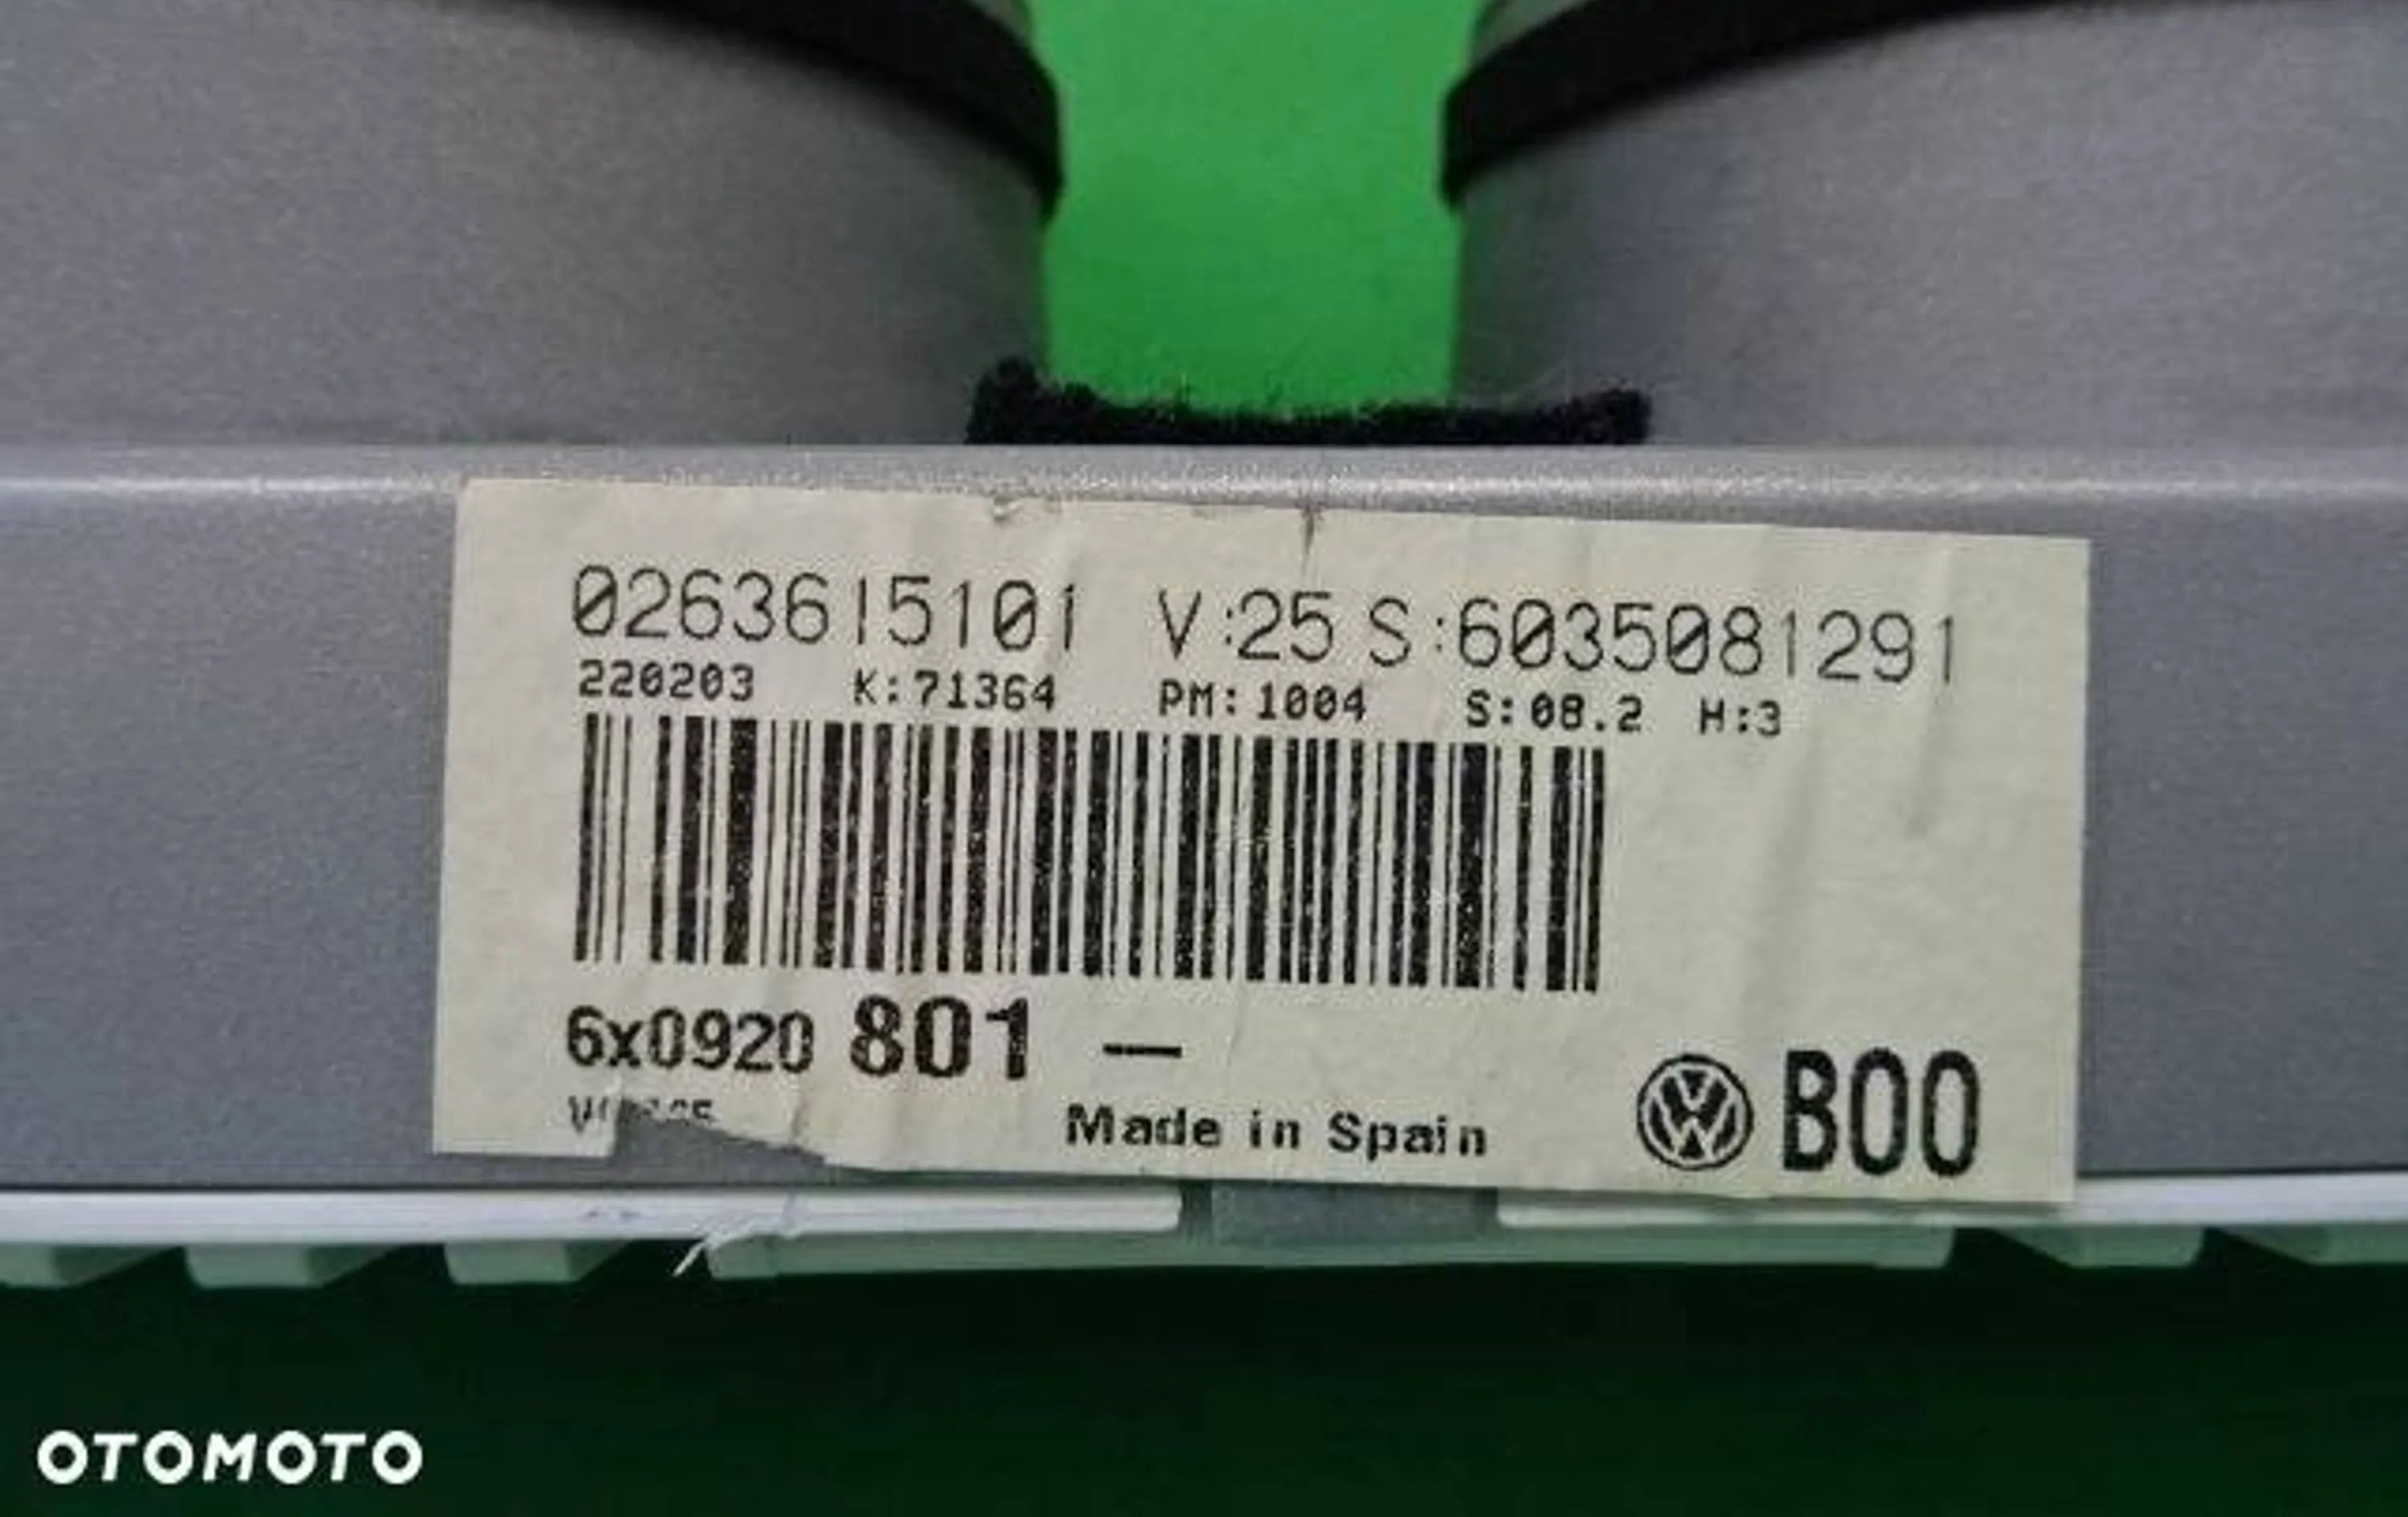 0263615101 V:25 S:6035081291
220203 K:71364 PM:1004 S:08.2 H:3
6x0920 801 —
Made in Spain
B00
OTOMOTO